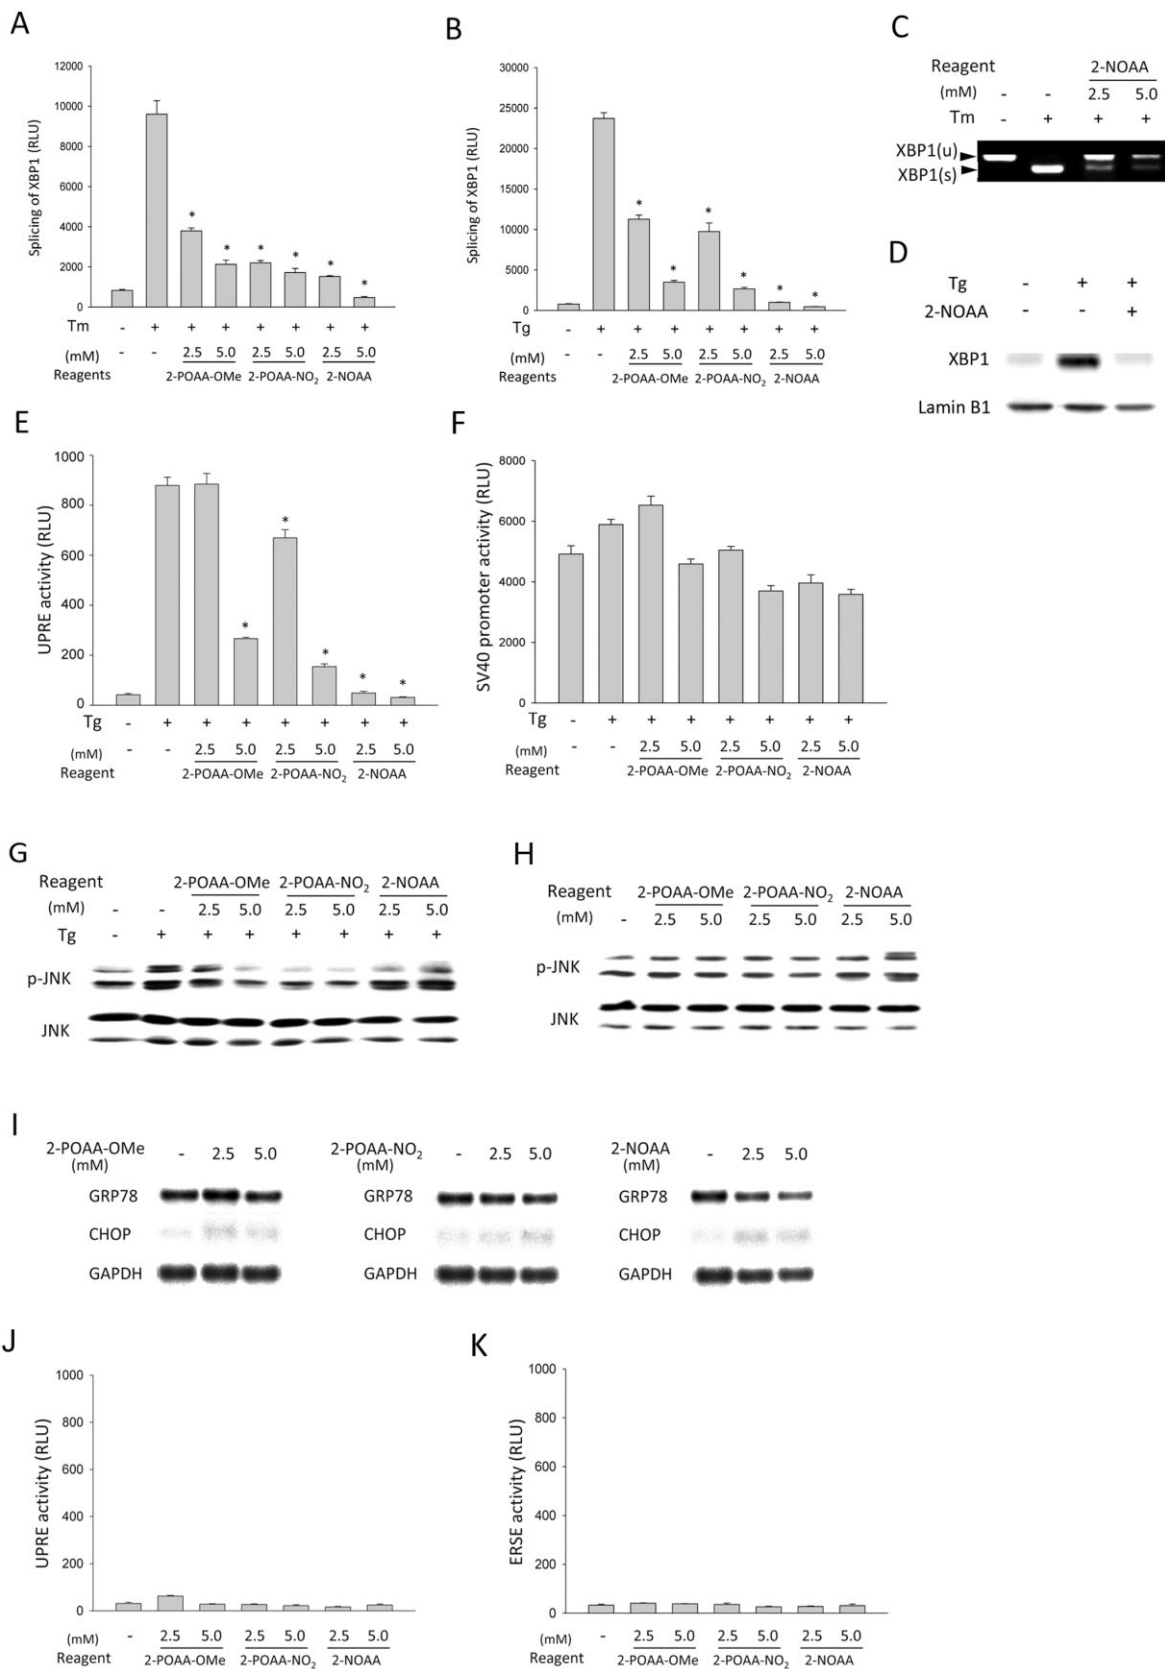 A
Splicing of XBP1 (RLU)
12000
10000
8000
6000
4000
2000
0
* * * * * *
Tm - + + + + + + +
(mM) - - 2.5 5.0 2.5 5.0 2.5 5.0
Reagents 2-POAA-OMe 2-POAA-NO2 2-NOAA
B
Splicing of XBP1 (RLU)
30000
25000
20000
15000
10000
5000
0
* * * * * *
Tg - + + + + + + +
(mM) - - 2.5 5.0 2.5 5.0 2.5 5.0
Reagents 2-POAA-OMe 2-POAA-NO2 2-NOAA
C
Reagent 2-NOAA
(mM) - - 2.5 5.0
Tm - + + +
XBP1(u)
XBP1(s)
D
Tg - + +
2-NOAA - - +
XBP1
Lamin B1
E
UPRE activity (RLU)
1000
800
600
400
200
0
* * * * *
Tg - + + + + + + +
(mM) - - 2.5 5.0 2.5 5.0 2.5 5.0
Reagent 2-POAA-OMe 2-POAA-NO2 2-NOAA
F
SV40 promoter activity (RLU)
8000
6000
4000
2000
0
Tg - + + + + + + +
(mM) - - 2.5 5.0 2.5 5.0 2.5 5.0
Reagent 2-POAA-OMe 2-POAA-NO2 2-NOAA
G
Reagent 2-POAA-OMe 2-POAA-NO2 2-NOAA
(mM) - - 2.5 5.0 2.5 5.0 2.5 5.0
Tg - + + + + + + +
p-JNK
JNK
H
Reagent 2-POAA-OMe 2-POAA-NO2 2-NOAA
(mM) - 2.5 5.0 2.5 5.0 2.5 5.0
p-JNK
JNK
I
2-POAA-OMe - 2.5 5.0
(mM)
GRP78
CHOP
GAPDH
2-POAA-NO2 - 2.5 5.0
(mM)
GRP78
CHOP
GAPDH
2-NOAA - 2.5 5.0
(mM)
GRP78
CHOP
GAPDH
J
UPRE activity (RLU)
1000
800
600
400
200
0
(mM) - 2.5 5.0 2.5 5.0 2.5 5.0
Reagent 2-POAA-OMe 2-POAA-NO2 2-NOAA
K
ERSE activity (RLU)
1000
800
600
400
200
0
(mM) - 2.5 5.0 2.5 5.0 2.5 5.0
Reagent 2-POAA-OMe 2-POAA-NO2 2-NOAA